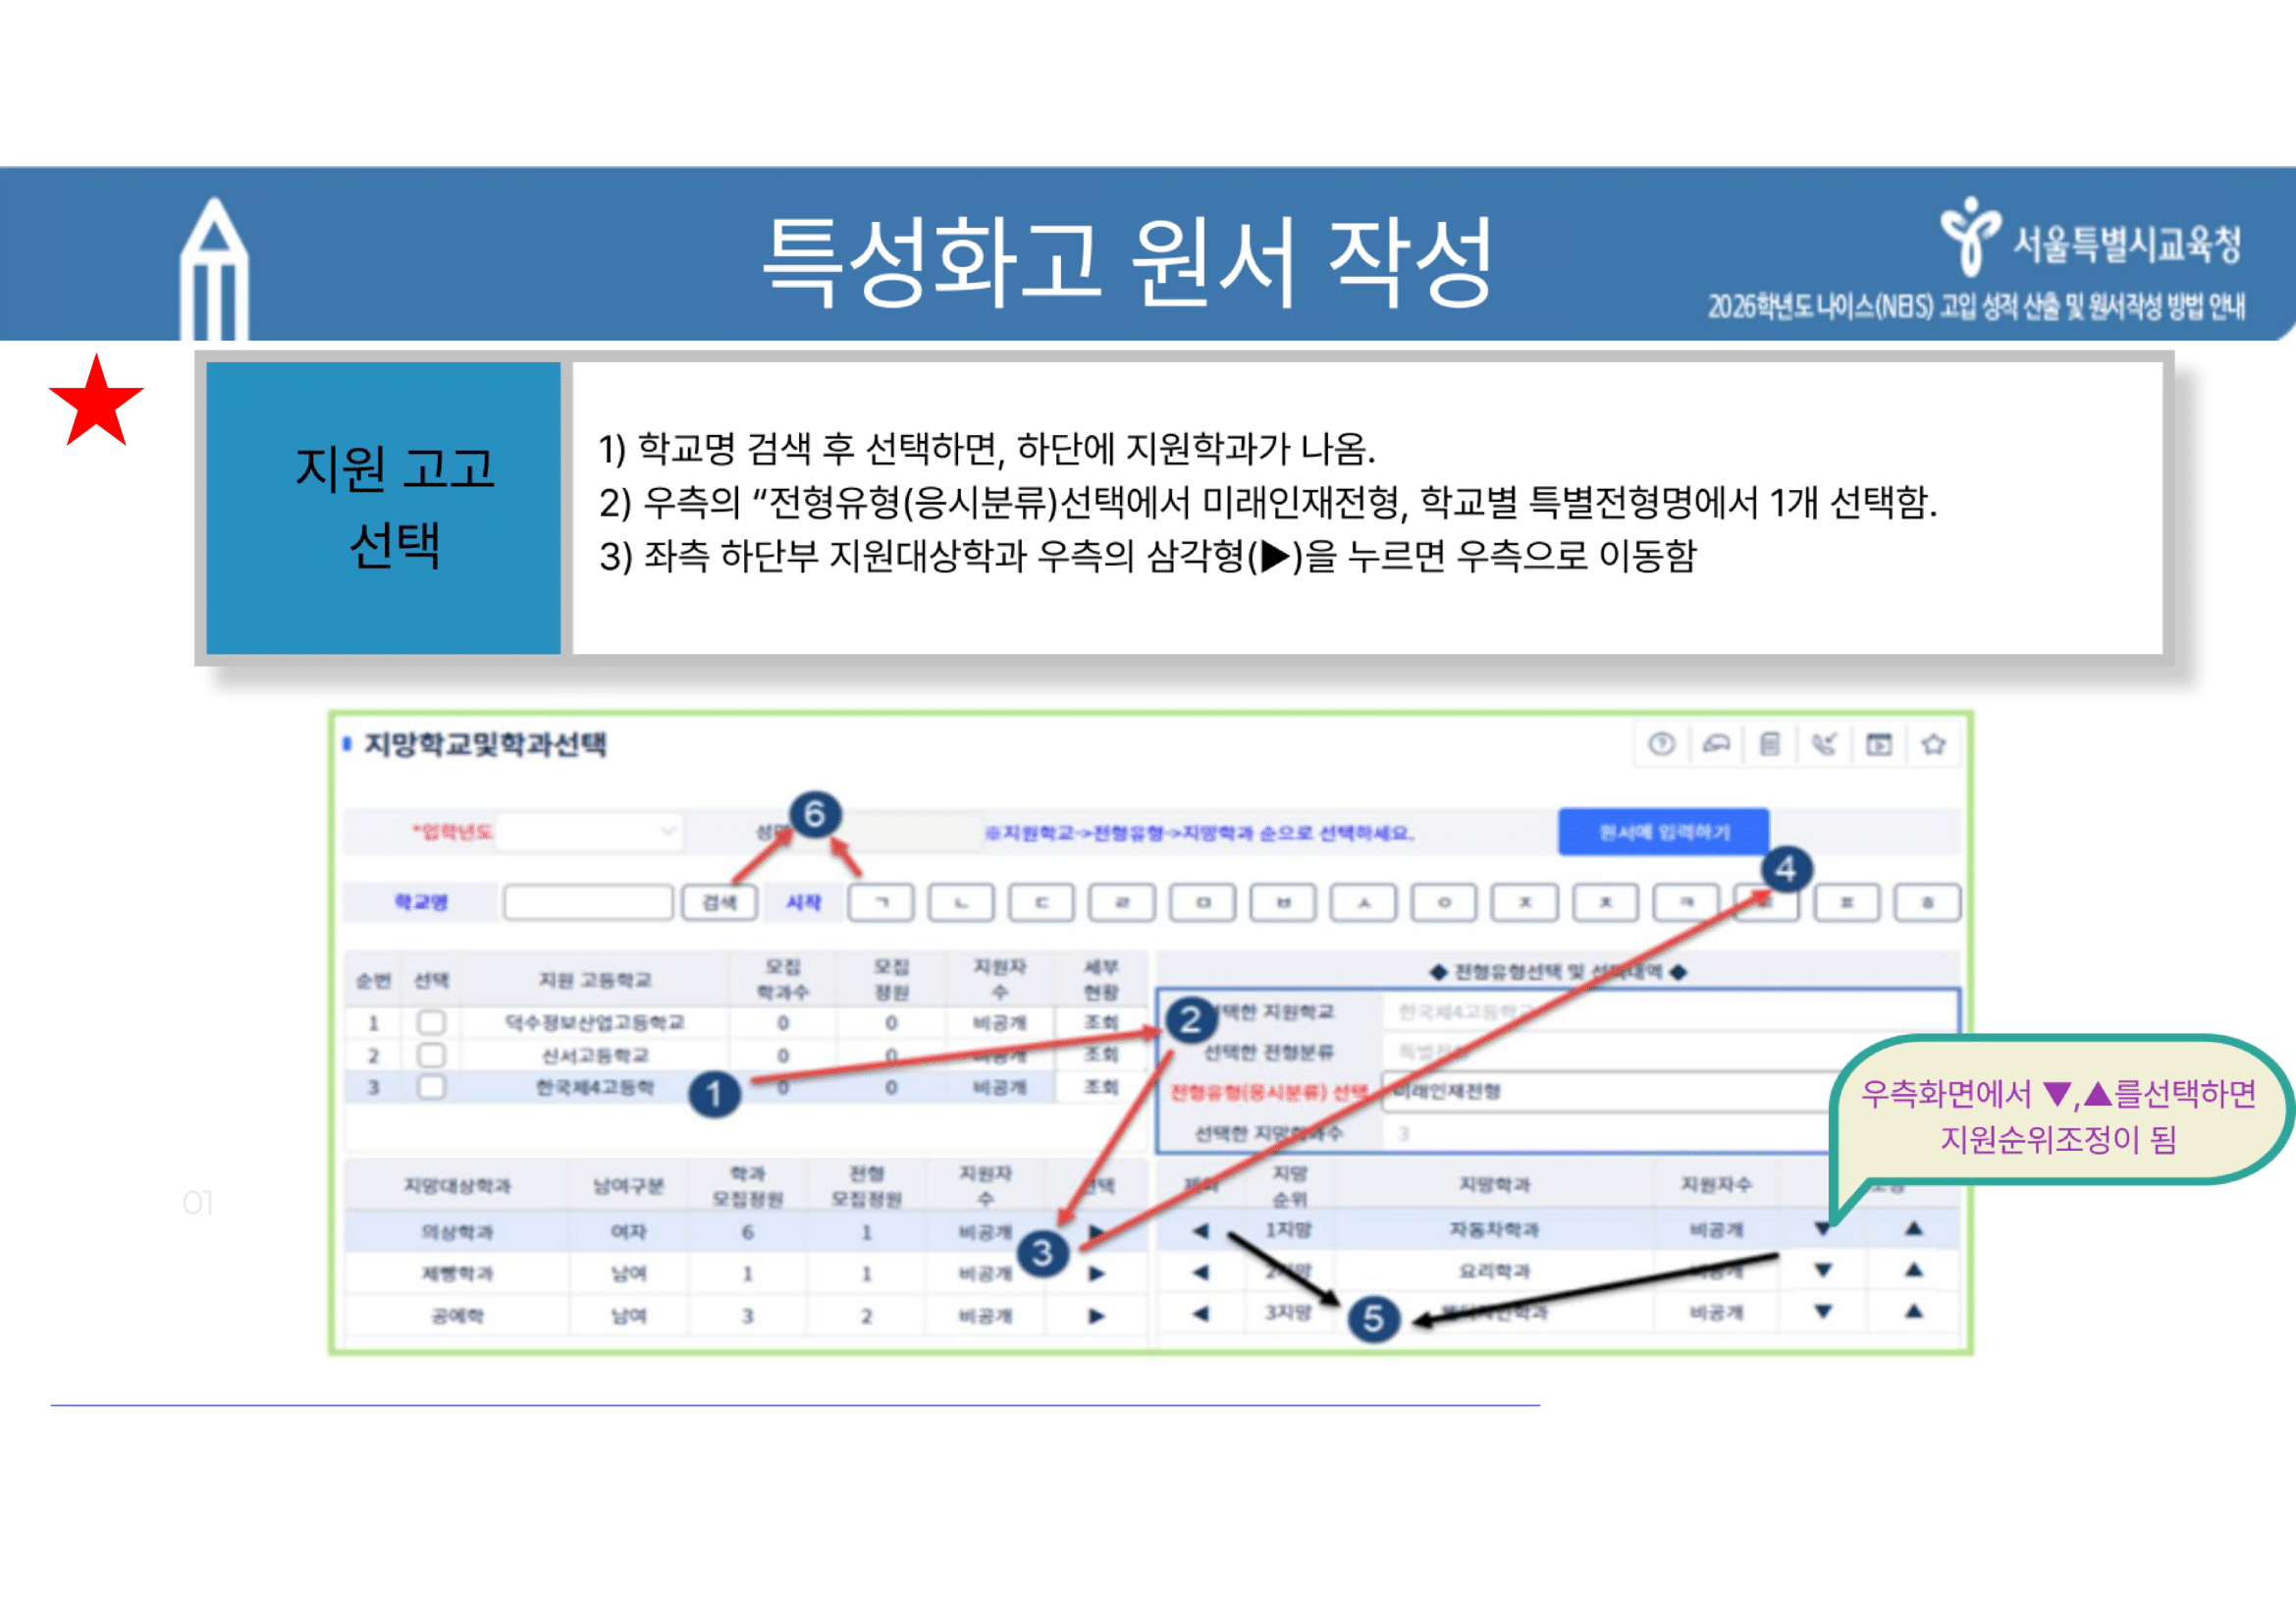 특성화고 원서 작성
서울특별시교육청
2026학년도 나이스(NEIS) 고입 성적 산출 및 원서작성 방법 안내
지원 고고
선택
1) 학교명 검색 후 선택하면, 하단에 지원학과가 나옴.
2) 우측의 “전형유형(응시분류)선택에서 미래인재전형, 학교별 특별전형명에서 1개 선택함.
3) 좌측 하단부 지원대상학과 우측의 삼각형(▶)을 누르면 우측으로 이동함
지망학교및학과선택
*입학년도 6 ※지원학교->전형유형->지망학과 순으로 선택하세요. 원서에 입력하기
4
학교명 검색 시작 ㄱ ㄴ ㄷ ㄹ ㅁ ㅂ ㅅ ㅇ ㅈ ㅊ ㅋ ㅍ ㅎ
순번 선택 지원 고등학교 모집 학과수 모집 정원 지원자 수 세부 현황
◆ 전형유형선택 및 선택내역 ◆
1 덕수정보산업고등학교 0 0 비공개 조회
2 신서고등학교 0 0 비공개 조회
3 한국제4고등학 1 0 0 비공개 조회
2 선택한 지원학교 한국제4고등학교
선택한 전형분류
전형유형(응시분류) 선택 미래인재전형
선택한 지망학과수 3
우측화면에서 ▼,▲를선택하면
지원순위조정이 됨
지망대상학과 남여구분 학과 모집정원 전형 모집정원 지원자 수 선택
의상학과 여자 6 1 비공개 ▶
3
제빵학과 남여 1 1 비공개 ▶
공예학 남여 3 2 비공개 ▶
지망 순위 지망학과 지원자수
◀ 1지망 자동차학과 비공개 ▼ ▲
◀ 2지망 요리학과 비공개 ▼ ▲
◀ 3지망 5 비공개 ▼ ▲
01